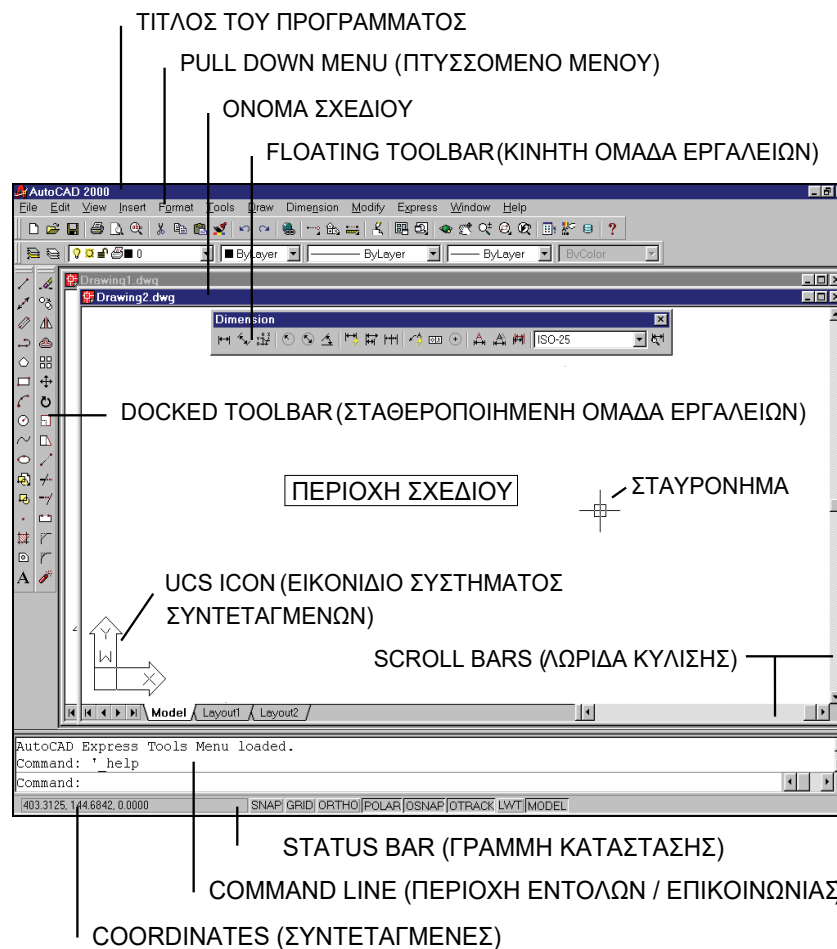 ΤΙΤΛΟΣ ΤΟΥ ΠΡΟΓΡΑΜΜΑΤΟΣ
PULL DOWN MENU (ΠΤΥΣΣΟΜΕΝΟ ΜΕΝΟΥ)
ΟΝΟΜΑ ΣΧΕΔΙΟΥ
FLOATING TOOLBAR (ΚΙΝΗΤΗ ΟΜΑΔΑ ΕΡΓΑΛΕΙΩΝ)
AutoCAD 2000
File Edit View Insert Format Tools Draw Dimension Modify Express Window Help
0 ByLayer ByLayer ByLayer ByColor
Drawing1.dwg
Drawing2.dwg
Dimension
ISO-25
DOCKED TOOLBAR (ΣΤΑΘΕΡΟΠΟΙΗΜΕΝΗ ΟΜΑΔΑ ΕΡΓΑΛΕΙΩΝ)
ΠΕΡΙΟΧΗ ΣΧΕΔΙΟΥ
ΣΤΑΥΡΟΝΗΜΑ
UCS ICON (ΕΙΚΟΝΙΔΙΟ ΣΥΣΤΗΜΑΤΟΣ
ΣΥΝΤΕΤΑΓΜΕΝΩΝ)
Y
W
X
SCROLL BARS (ΛΩΡΙΔΑ ΚΥΛΙΣΗΣ)
Model Layout1 Layout2
AutoCAD Express Tools Menu loaded.
Command: '_help
Command:
403.3125, 144.6842, 0.0000 SNAP GRID ORTHO POLAR OSNAP OTRACK LWT MODEL
STATUS BAR (ΓΡΑΜΜΗ ΚΑΤΑΣΤΑΣΗΣ)
COMMAND LINE (ΠΕΡΙΟΧΗ ΕΝΤΟΛΩΝ / ΕΠΙΚΟΙΝΩΝΙΑΣ)
COORDINATES (ΣΥΝΤΕΤΑΓΜΕΝΕΣ)